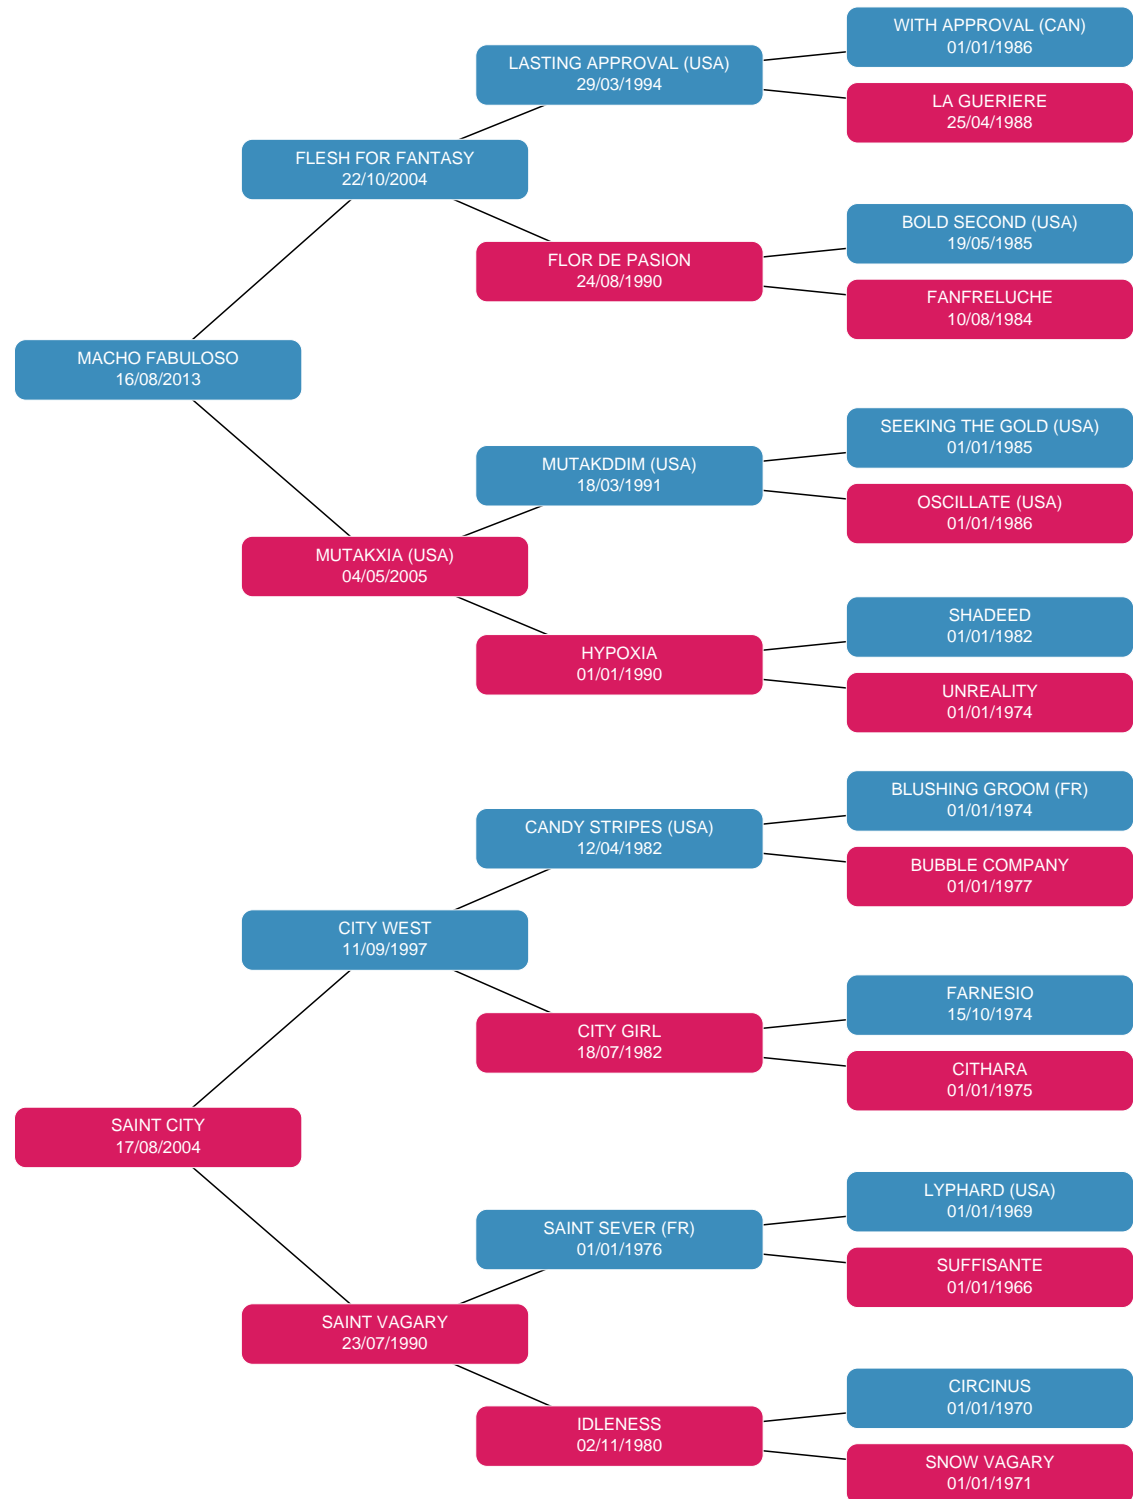 WITH APPROVAL (CAN)
01/01/1986
LASTING APPROVAL (USA)
29/03/1994
LA GUERIERE
25/04/1988
FLESH FOR FANTASY
22/10/2004
BOLD SECOND (USA)
19/05/1985
FLOR DE PASION
24/08/1990
FANFRELUCHE
10/08/1984
MACHO FABULOSO
16/08/2013
SEEKING THE GOLD (USA)
01/01/1985
MUTAKDDIM (USA)
18/03/1991
OSCILLATE (USA)
01/01/1986
MUTAKXIA (USA)
04/05/2005
SHADEED
01/01/1982
HYPOXIA
01/01/1990
UNREALITY
01/01/1974
BLUSHING GROOM (FR)
01/01/1974
CANDY STRIPES (USA)
12/04/1982
BUBBLE COMPANY
01/01/1977
CITY WEST
11/09/1997
FARNESIO
15/10/1974
CITY GIRL
18/07/1982
CITHARA
01/01/1975
SAINT CITY
17/08/2004
LYPHARD (USA)
01/01/1969
SAINT SEVER (FR)
01/01/1976
SUFFISANTE
01/01/1966
SAINT VAGARY
23/07/1990
CIRCINUS
01/01/1970
IDLENESS
02/11/1980
SNOW VAGARY
01/01/1971